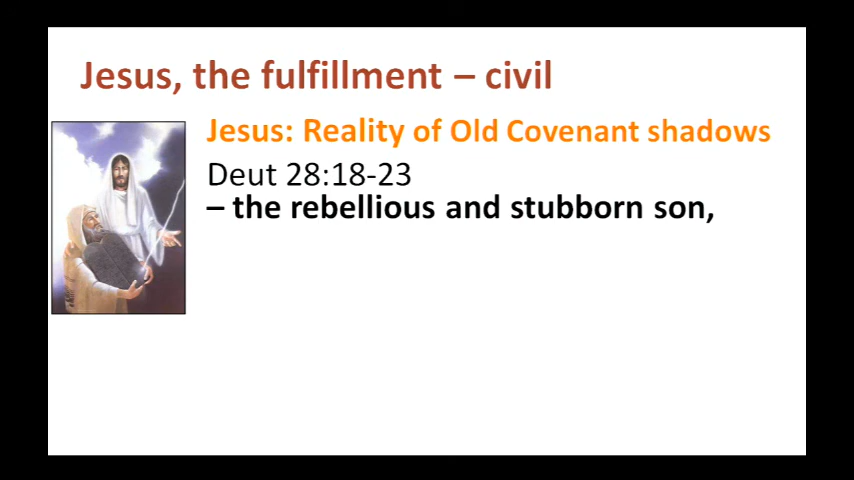 Jesus, the fulfillment – civil
Jesus: Reality of Old Covenant shadows
Deut 28:18-23
– the rebellious and stubborn son,